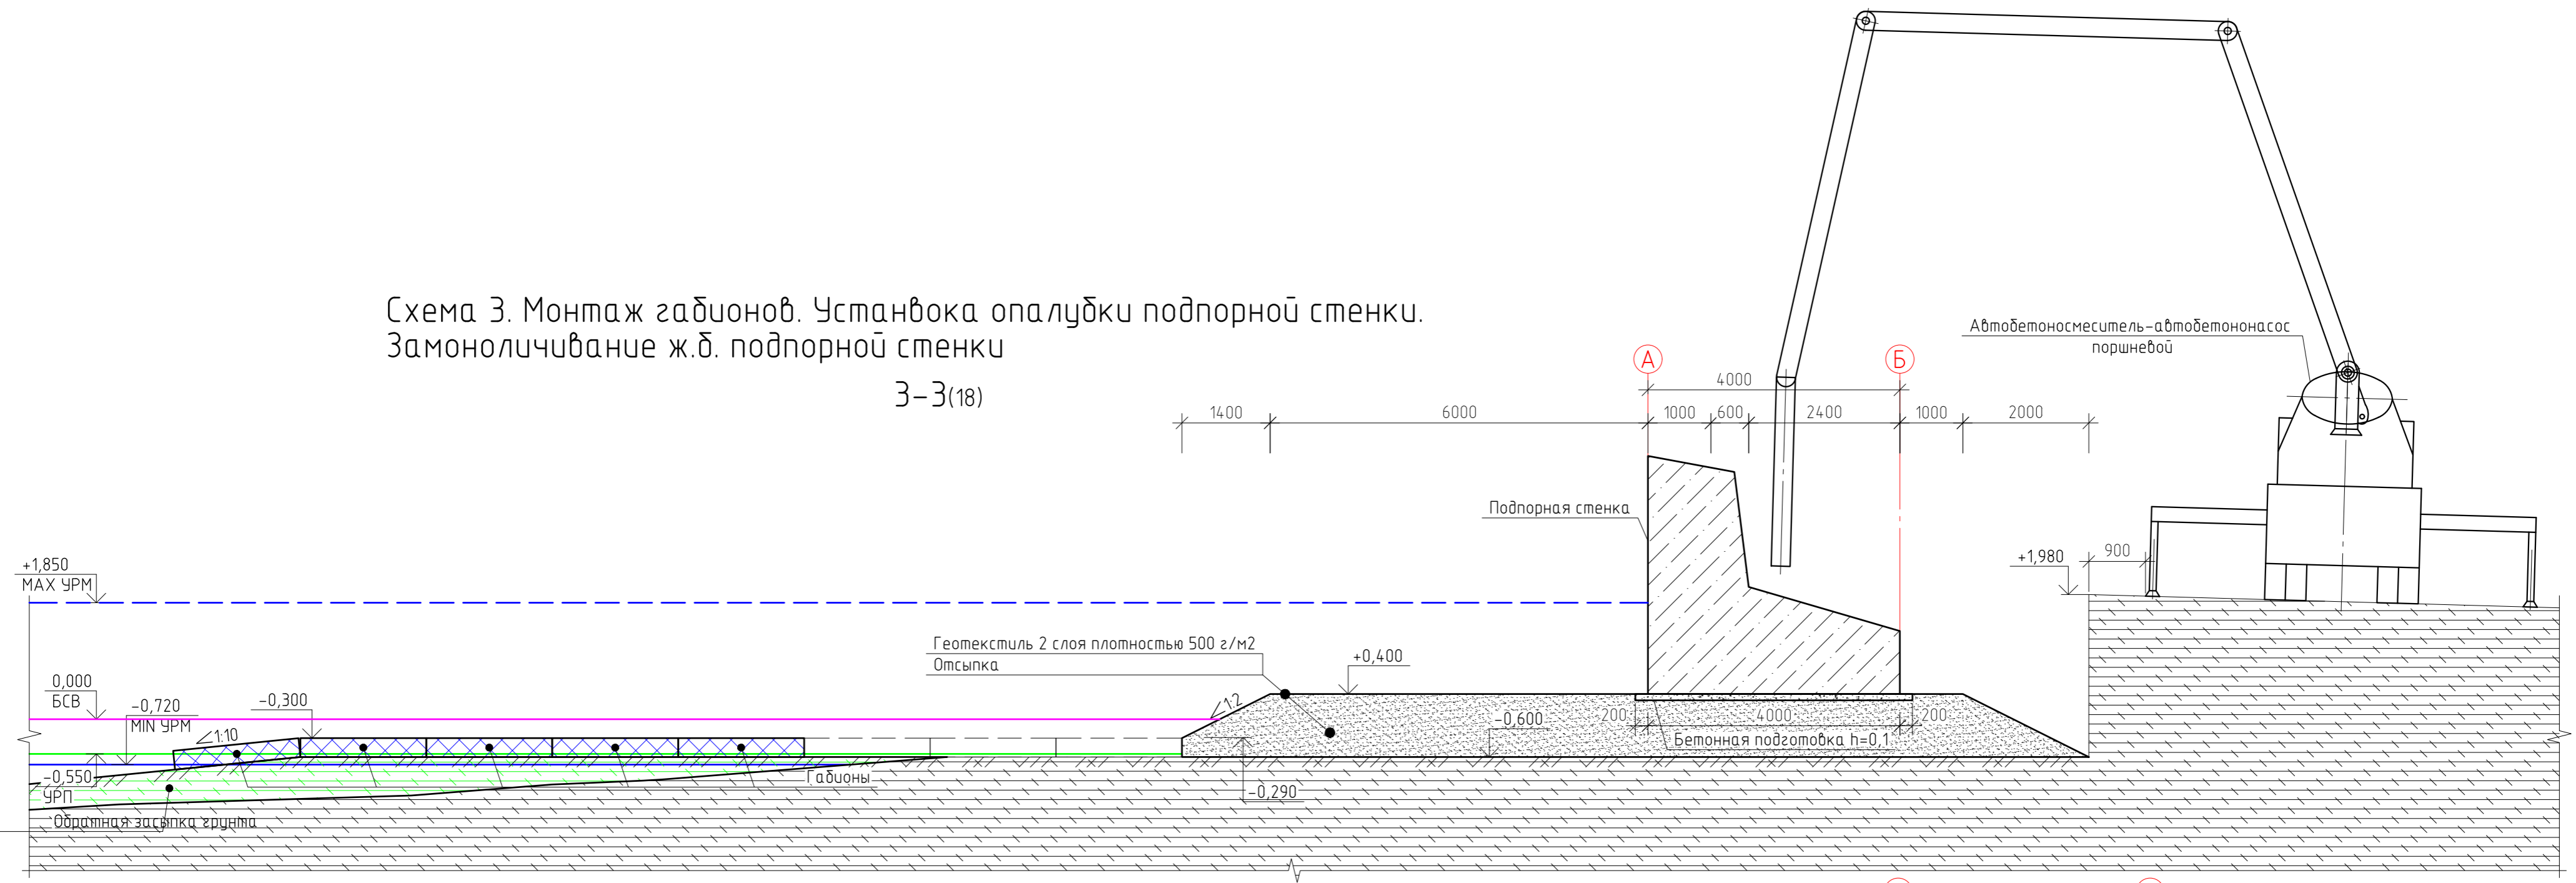 Схема 3. Монтаж габионов. Устанвока опалубки подпорной стенки.
Замоноличивание ж.б. подпорной стенки
3-3(18)
Автобетоносмеситель-автобетононасос
поршневой
А
Б
4000
1400
6000
1000
600
2400
1000
2000
Подпорная стенка
+1,980
900
+1,850
MAX УРМ
Геотекстиль 2 слоя плотностью 500 г/м2
Отсыпка
+0,400
0,000
БСВ
-0,720
MIN УРМ
-0,300
1:10
1:2
-0,600
200
4000
200
Бетонная подготовка h=0,1
-0,550
УРП
Габионы
-0,290
Обратная засыпка грунта